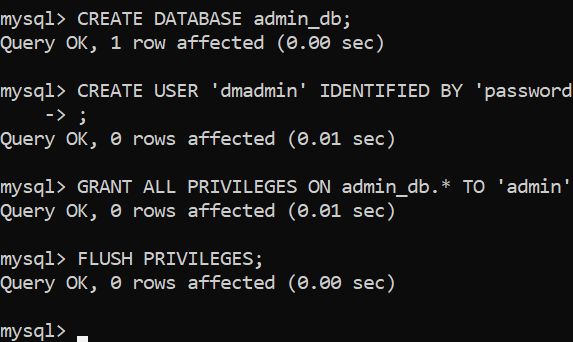 mysql> CREATE DATABASE admin_db;
Query OK, 1 row affected (0.00 sec)
mysql> CREATE USER 'dmadmin' IDENTIFIED BY 'password
-> ;
Query OK, 0 rows affected (0.01 sec)
mysql> GRANT ALL PRIVILEGES ON admin_db.* TO 'admin'
Query OK, 0 rows affected (0.01 sec)
mysql> FLUSH PRIVILEGES;
Query OK, 0 rows affected (0.00 sec)
mysql>